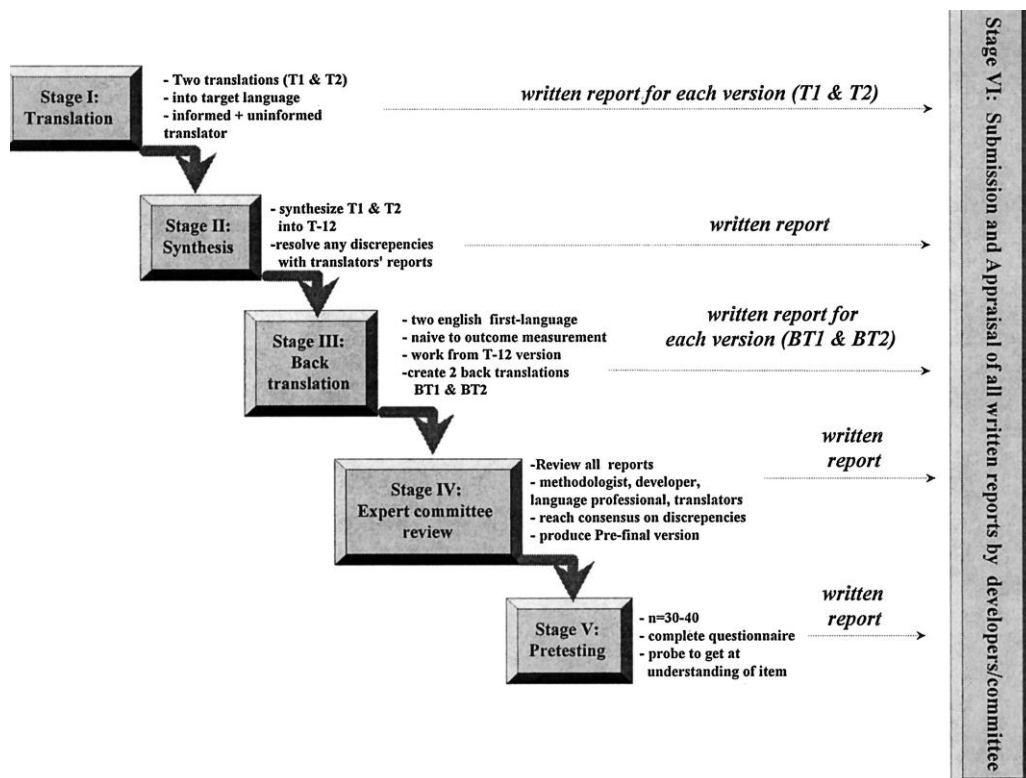 Stage I:
Translation
- Two translations (T1 & T2)
- into target language
- informed + uninformed
translator
written report for each version (T1 & T2)
Stage II:
Synthesis
- synthesize T1 & T2
into T-12
-resolve any discrepencies
with translators' reports
written report
Stage III:
Back
translation
- two english first-language
- naive to outcome measurement
- work from T-12 version
-create 2 back translations
BT1 & BT2
written report for
each version (BT1 & BT2)
Stage IV:
Expert committee
review
-Review all reports
- methodologist, developer,
language professional, translators
- reach consensus on discrepencies
- produce Pre-final version
written
report
Stage V:
Pretesting
- n=30-40
- complete questionnaire
- probe to get at
understanding of item
written
report
Stage VI: Submission and Appraisal of all written reports by developers/committee